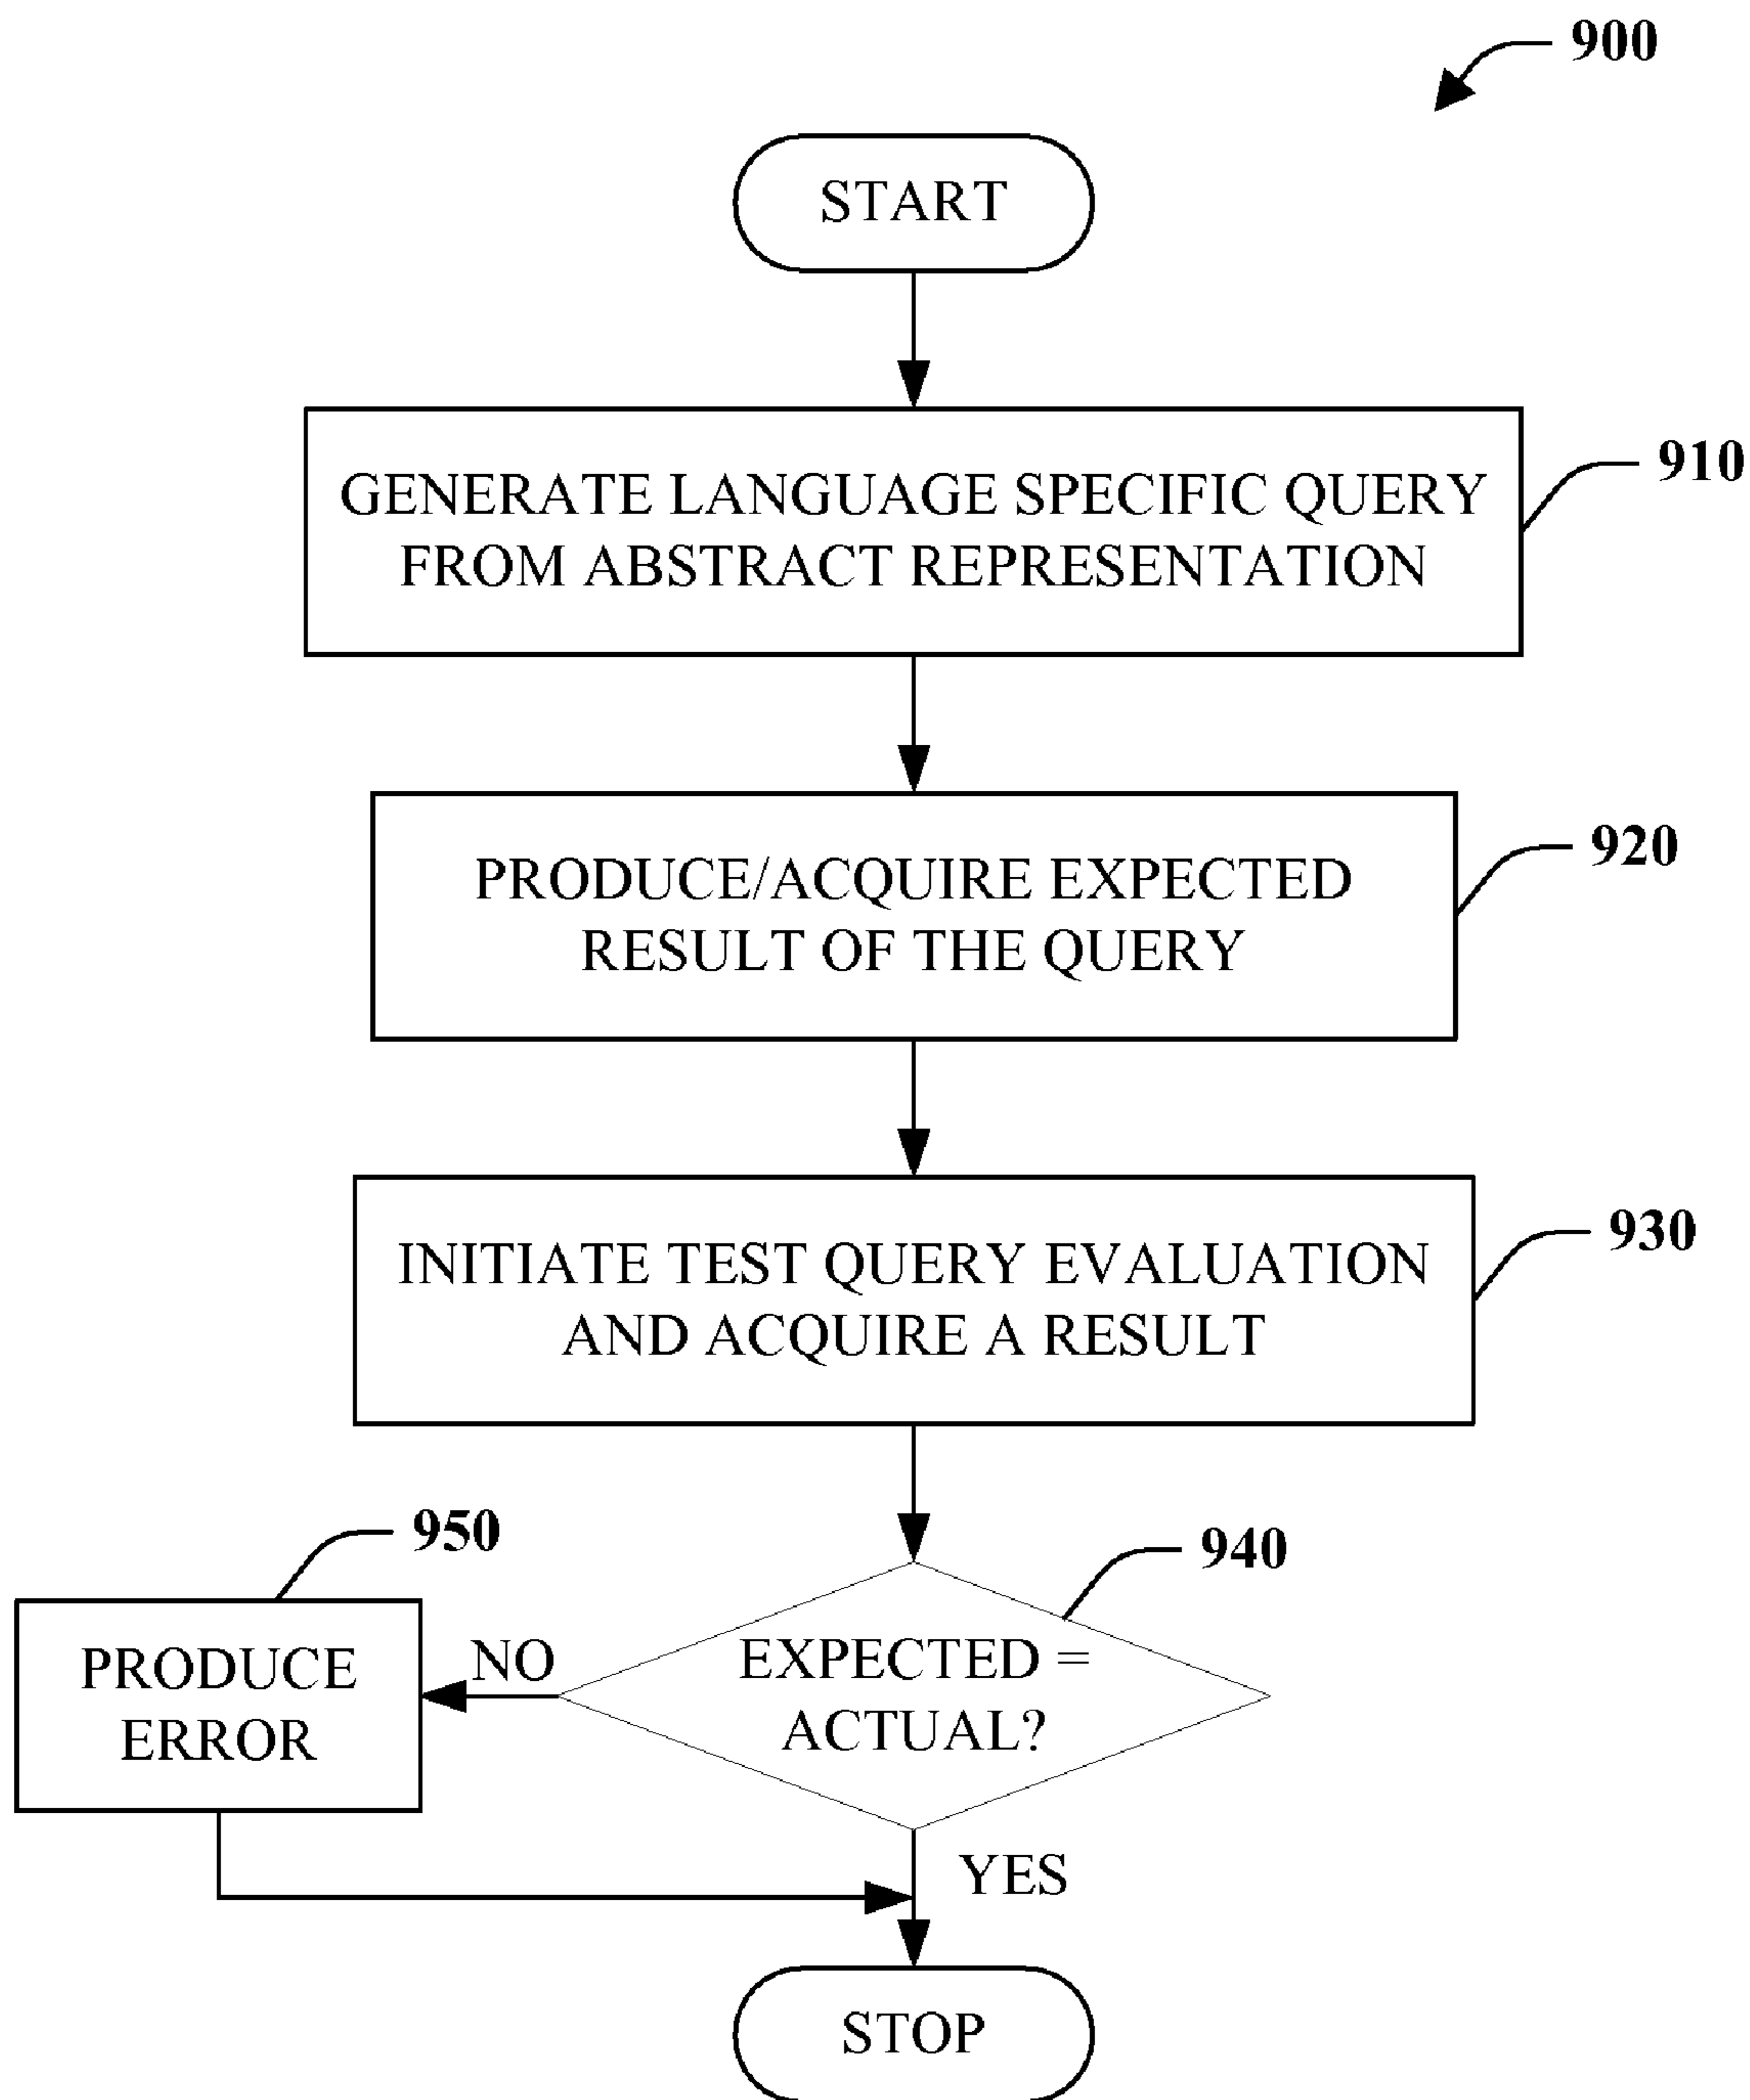 900
START
GENERATE LANGUAGE SPECIFIC QUERY
FROM ABSTRACT REPRESENTATION
910
PRODUCE/ACQUIRE EXPECTED
RESULT OF THE QUERY
920
INITIATE TEST QUERY EVALUATION
AND ACQUIRE A RESULT
930
950
940
PRODUCE
ERROR
NO
EXPECTED =
ACTUAL?
YES
STOP